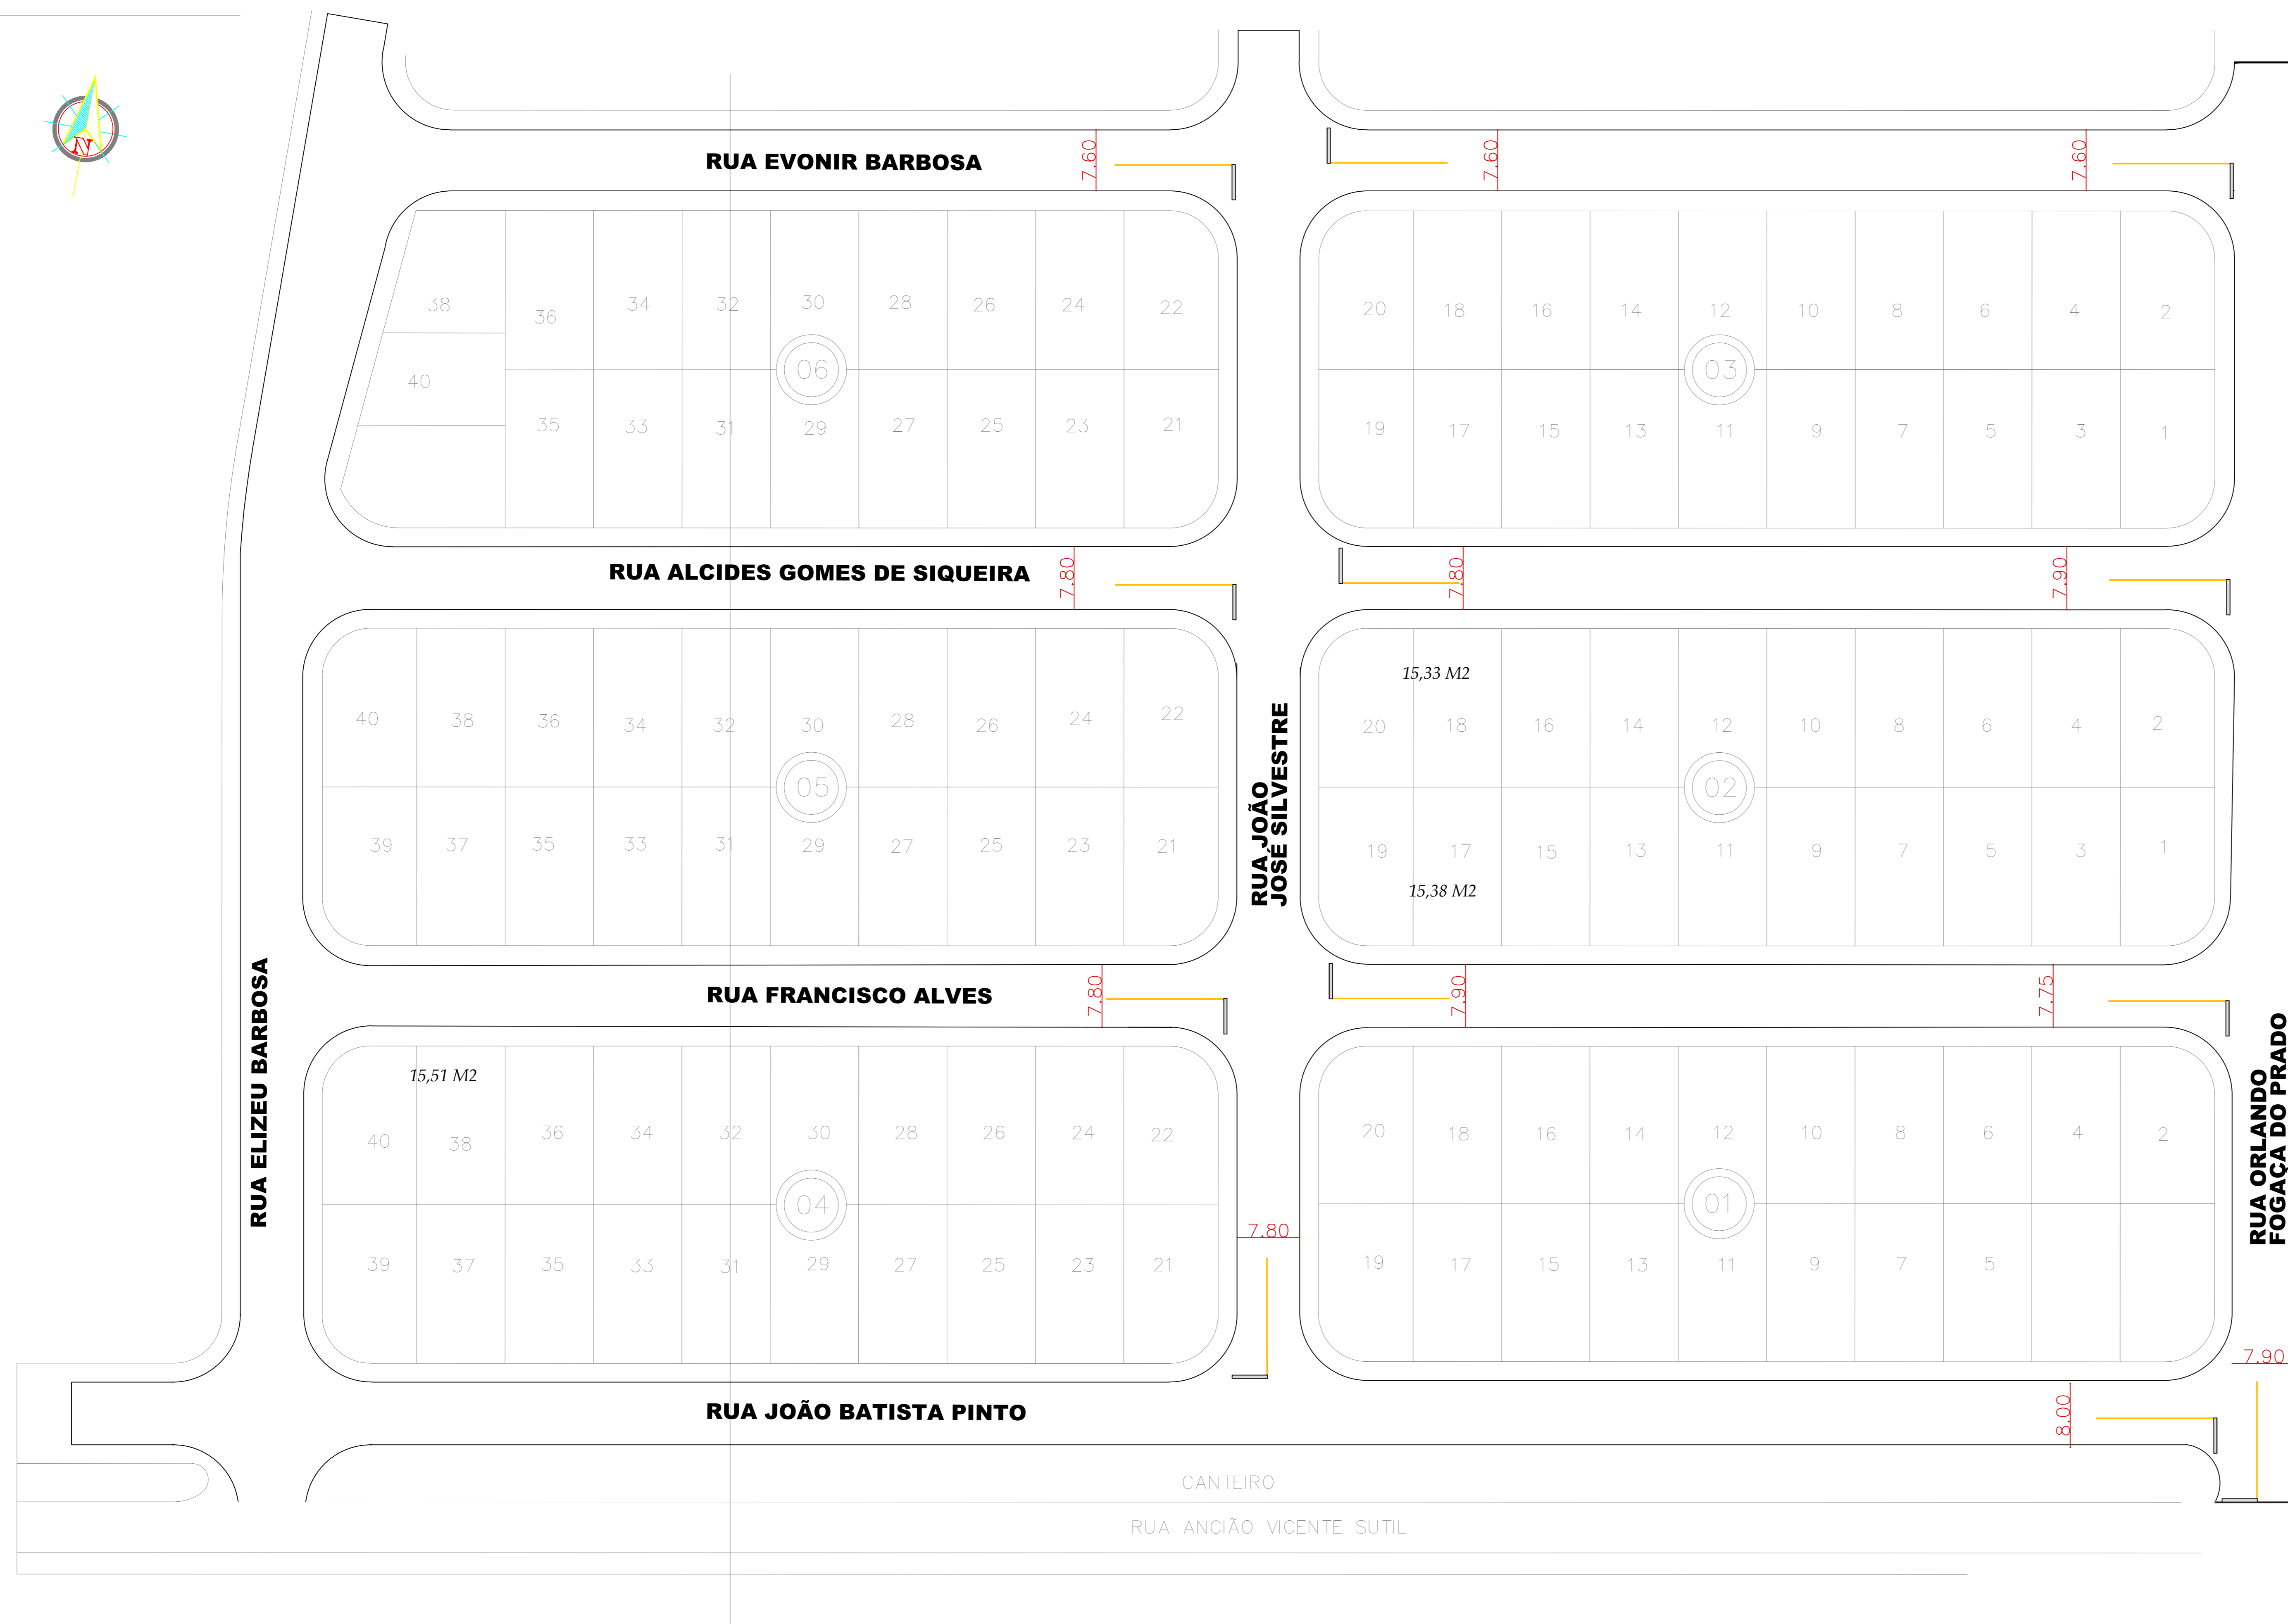 N
RUA EVONIR BARBOSA
7.60
7.60
7.60
38 36 34 32 30 28 26 24 22
06
40
35 33 31 29 27 25 23 21
20 18 16 14 12 10 8 6 4 2
03
19 17 15 13 11 9 7 5 3 1
RUA ALCIDES GOMES DE SIQUEIRA
7.80
7.80
7.90
40 38 36 34 32 30 28 26 24 22
05
39 37 35 33 31 29 27 25 23 21
15,33 M2
20 18 16 14 12 10 8 6 4 2
02
19 17 15 13 11 9 7 5 3 1
15,38 M2
RUA JOÃO
JOSÉ SILVESTRE
RUA ELIZEU BARBOSA
RUA FRANCISCO ALVES
7.80
7.90
7.75
15,51 M2
40 38 36 34 32 30 28 26 24 22
04
39 37 35 33 31 29 27 25 23 21
7.80
20 18 16 14 12 10 8 6 4 2
01
19 17 15 13 11 9 7 5
RUA ORLANDO
FOGAÇA DO PRADO
7.90
RUA JOÃO BATISTA PINTO
8.00
CANTEIRO
RUA ANCIÃO VICENTE SUTIL